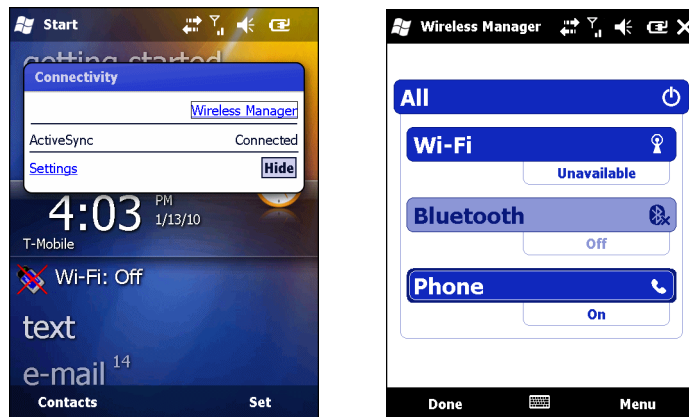 Start
getting started
Connectivity
Wireless Manager
ActiveSync Connected
Settings Hide
4:03 PM
1/13/10
T-Mobile
Wi-Fi: Off
text
e-mail 14
Contacts Set
Wireless Manager
All
Wi-Fi
Unavailable
Bluetooth
Off
Phone
On
Done Menu